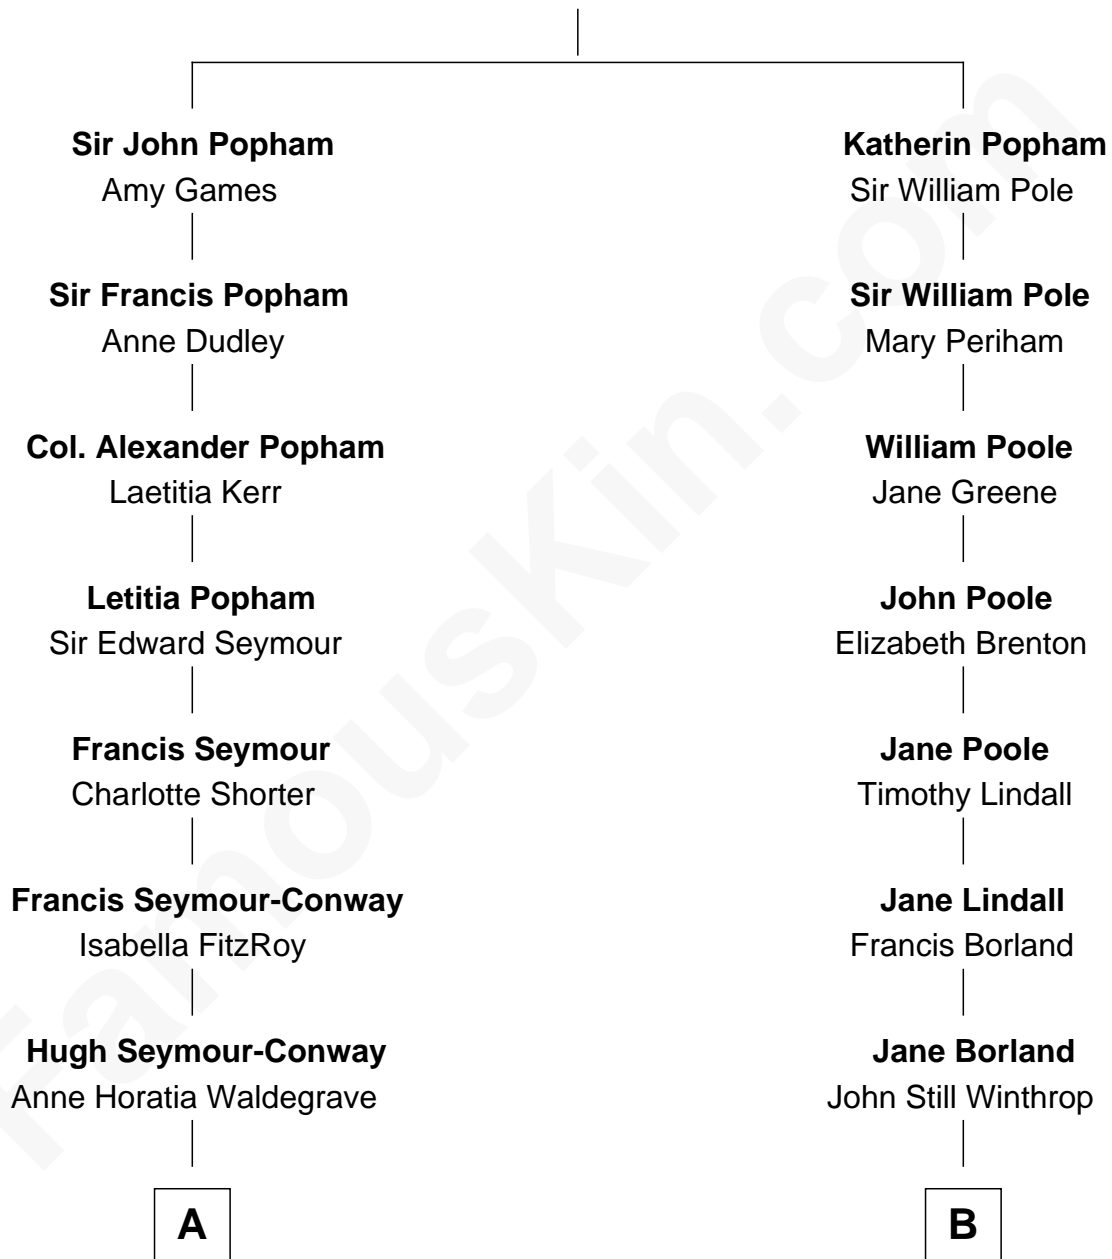 Sir John Popham
Amy Games
Sir Francis Popham
Anne Dudley
Col. Alexander Popham
Laetitia Kerr
Letitia Popham
Sir Edward Seymour
Francis Seymour
Charlotte Shorter
Francis Seymour-Conway
Isabella FitzRoy
Hugh Seymour-Conway
Anne Horatia Waldegrave
A
Katherin Popham
Sir William Pole
Sir William Pole
Mary Periham
William Poole
Jane Greene
John Poole
Elizabeth Brenton
Jane Poole
Timothy Lindall
Jane Lindall
Francis Borland
Jane Borland
John Still Winthrop
B
FamousKin.com